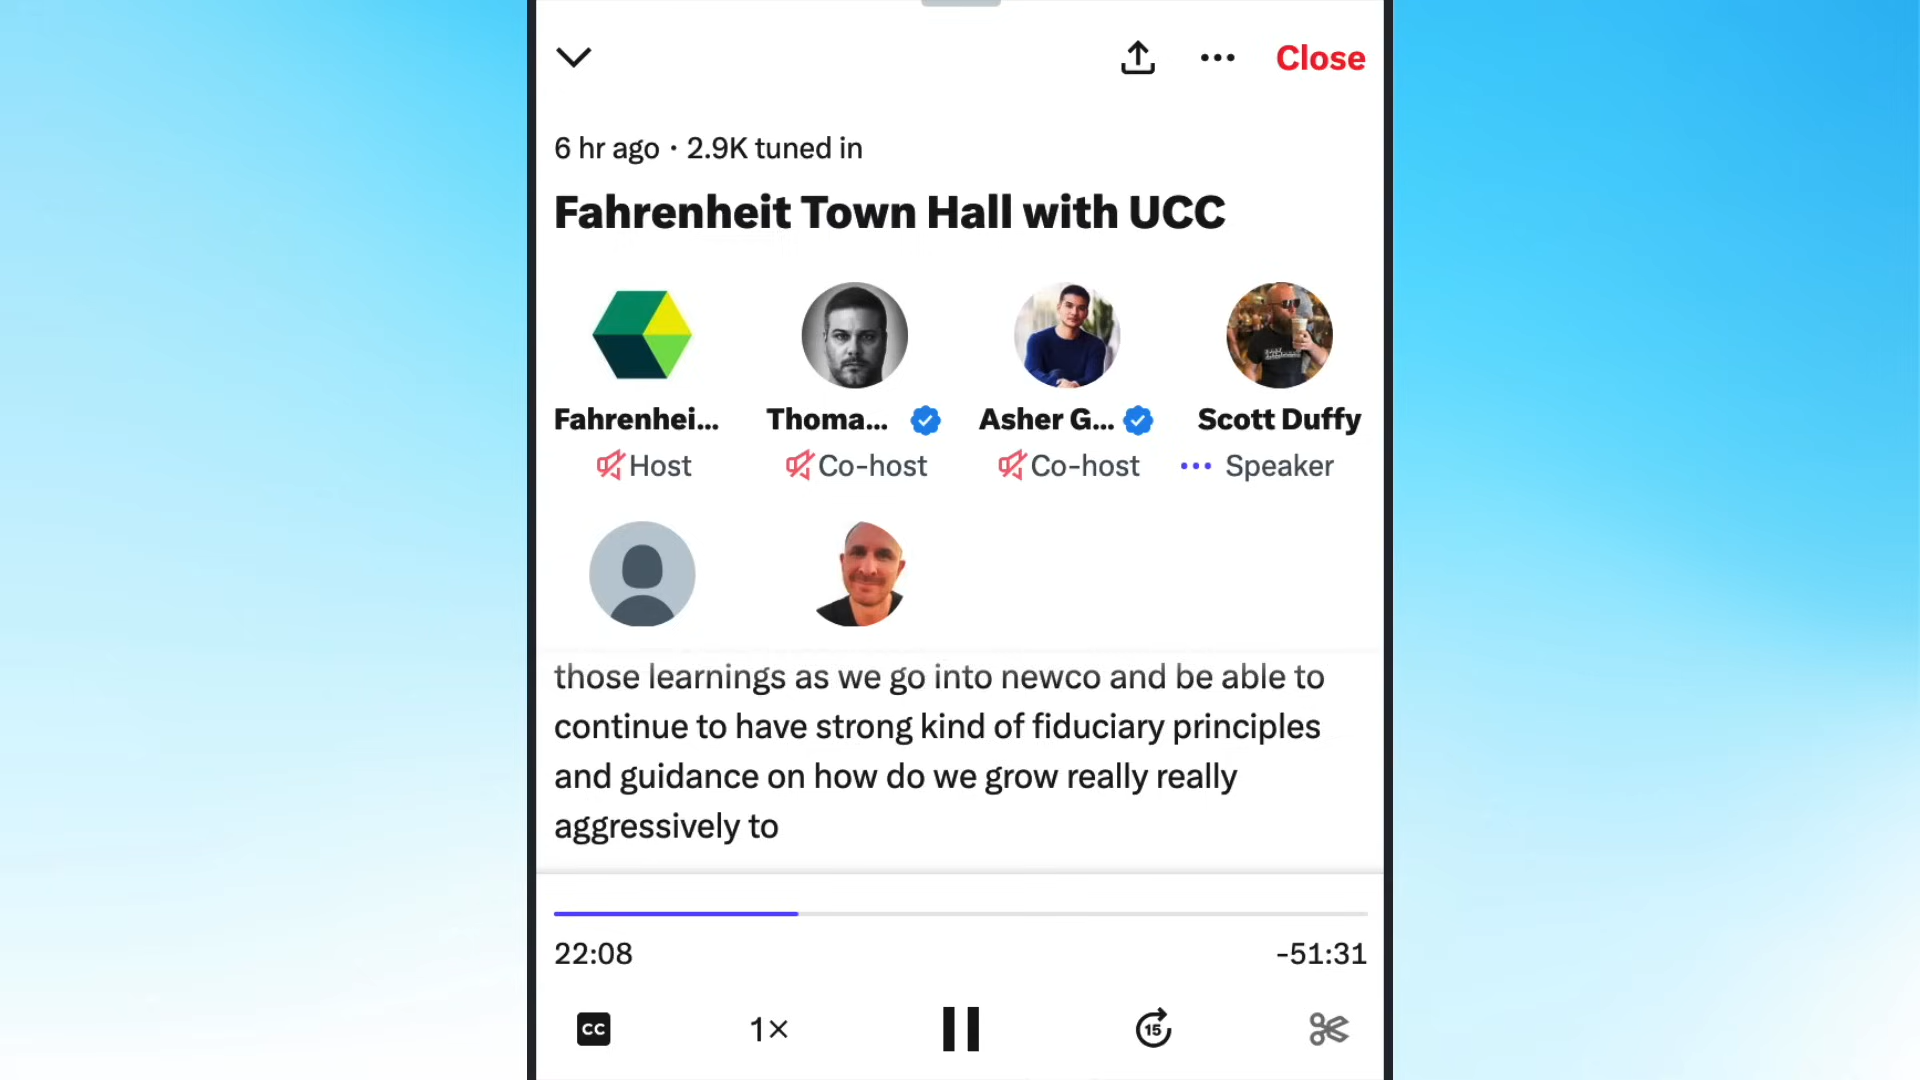 Close
6 hr ago · 2.9K tuned in
Fahrenheit Town Hall with UCC
Fahrenhei... Thoma... Asher G... Scott Duffy
Host Co-host Co-host Speaker
those learnings as we go into newco and be able to
continue to have strong kind of fiduciary principles
and guidance on how do we grow really really
aggressively to
22:08 -51:31
CC 1× 15